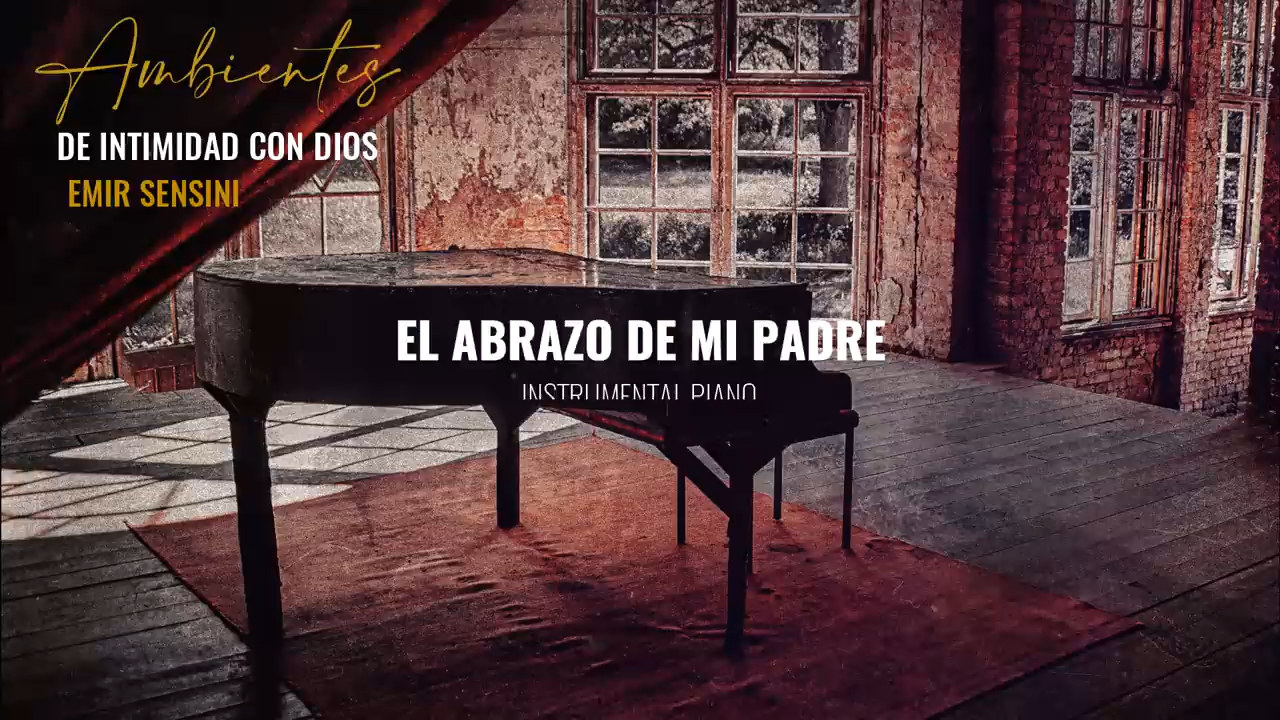 Ambientes
DE INTIMIDAD CON DIOS
EMIR SENSINI
EL ABRAZO DE MI PADRE
INSTRUMENTAL PIANO